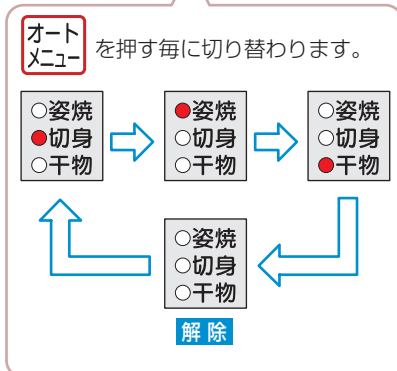 オート
メニュー
を押す毎に切り替わります。
○姿焼
●切身
○干物
●姿焼
○切身
○干物
○姿焼
○切身
●干物
○姿焼
○切身
○干物
解除